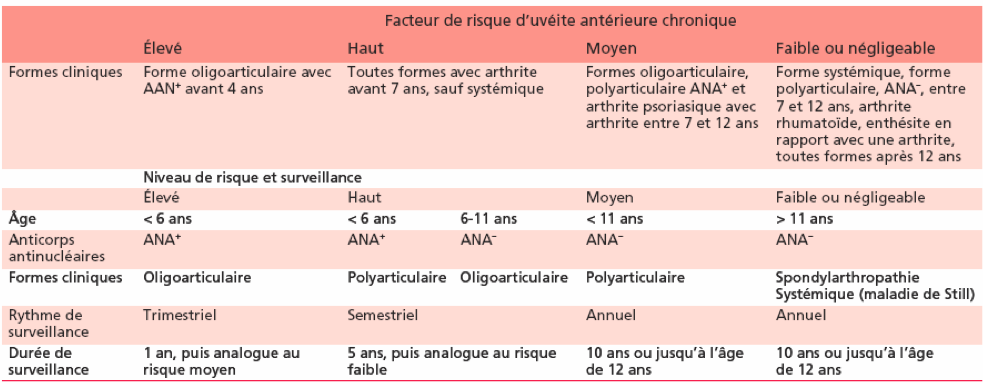 Facteur de risque d'uvéite antérieure chronique
Élevé Haut Moyen Faible ou négligeable
Formes cliniques Forme oligoarticulaire avec Toutes formes avec arthrite Formes oligoarticulaire, Forme systémique, forme
AAN⁺ avant 4 ans avant 7 ans, sauf systémique polyarticulaire ANA⁺ et polyarticulaire, ANA⁻, entre
arthrite psoriasique avec 7 et 12 ans, arthrite
arthrite entre 7 et 12 ans rhumatoïde, enthésite en
rapport avec une arthrite,
toutes formes après 12 ans
Niveau de risque et surveillance
Élevé Haut Moyen Faible ou négligeable
Âge < 6 ans < 6 ans 6-11 ans < 11 ans > 11 ans
Anticorps ANA⁺ ANA⁺ ANA⁻ ANA⁻ ANA⁻
antinucléaires
Formes cliniques Oligoarticulaire Polyarticulaire Oligoarticulaire Polyarticulaire Spondylarthropathie
Systémique (maladie de Still)
Rythme de Trimestriel Semestriel Annuel Annuel
surveillance
Durée de 1 an, puis analogue au 5 ans, puis analogue au risque 10 ans ou jusqu'à l'âge 10 ans ou jusqu'à l'âge
surveillance risque moyen faible de 12 ans de 12 ans